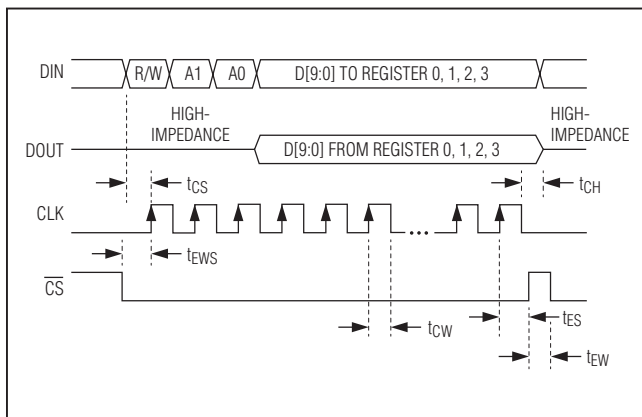 DIN R/W A1 A0 D[9:0] TO REGISTER 0, 1, 2, 3
HIGH-
IMPEDANCE
HIGH-
IMPEDANCE
DOUT D[9:0] FROM REGISTER 0, 1, 2, 3
tCS tCH
CLK
tEWS
CS
tCW tES
tEW